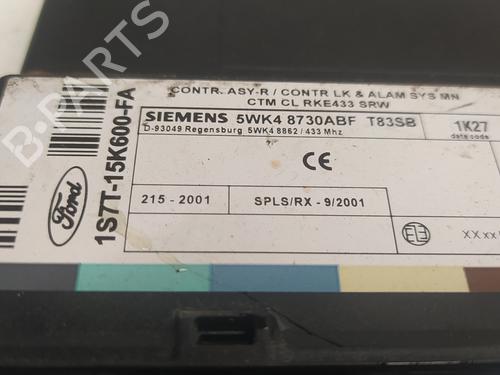 CONTR. ASY-R / CONTR LK & ALAM SYS MN
CTM CL RKE433 SRW
SIEMENS 5WK4 8730ABF T83SB
D-93049 Regensburg 5WK4 8862 / 433 Mhz
1K27
date code
CE
215 - 2001
SPLS/RX - 9/2001
Ford
1S7T-15K600-FA